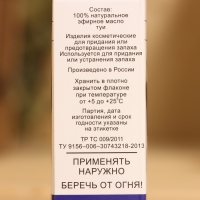 Состав:
100% натуральное
эфирное масло
туи
Изделия косметические
для придания или
предотвращения запаха
Используется для придания
или устранения запаха
Произведено в России
Хранить в плотно
закрытом флаконе
при температуре
от +5 до +25°С
Партия, дата
изготовления и срок
годности указаны
на этикетке
ТР ТС 009/2011
ТУ 9156-006-30743218-2013
ПРИМЕНЯТЬ
НАРУЖНО
БЕРЕЧЬ ОТ ОГНЯ!